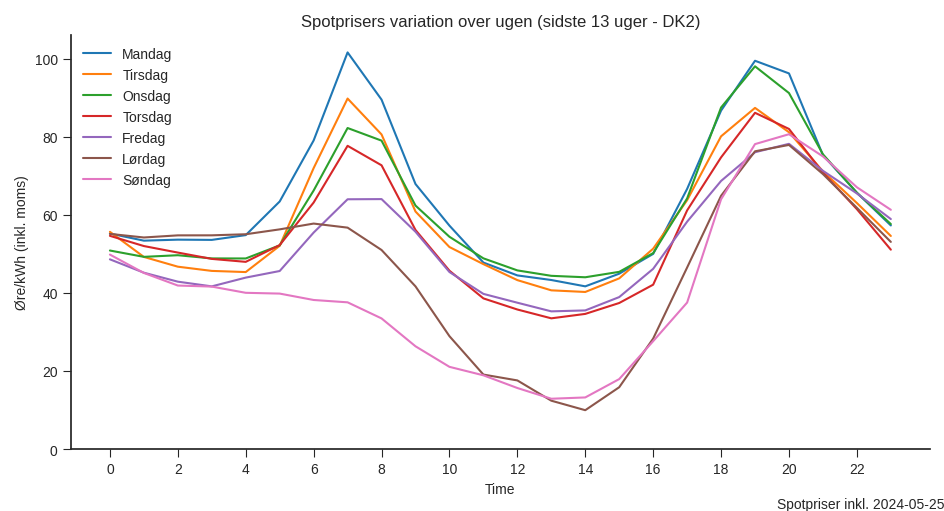 Spotprisers variation over ugen (sidste 13 uger - DK2)
Mandag
Tirsdag
Onsdag
Torsdag
Fredag
Lørdag
Søndag
Øre/kWh (inkl. moms)
100
80
60
40
20
0
0 2 4 6 8 10 12 14 16 18 20 22
Time
Spotpriser inkl. 2024-05-25